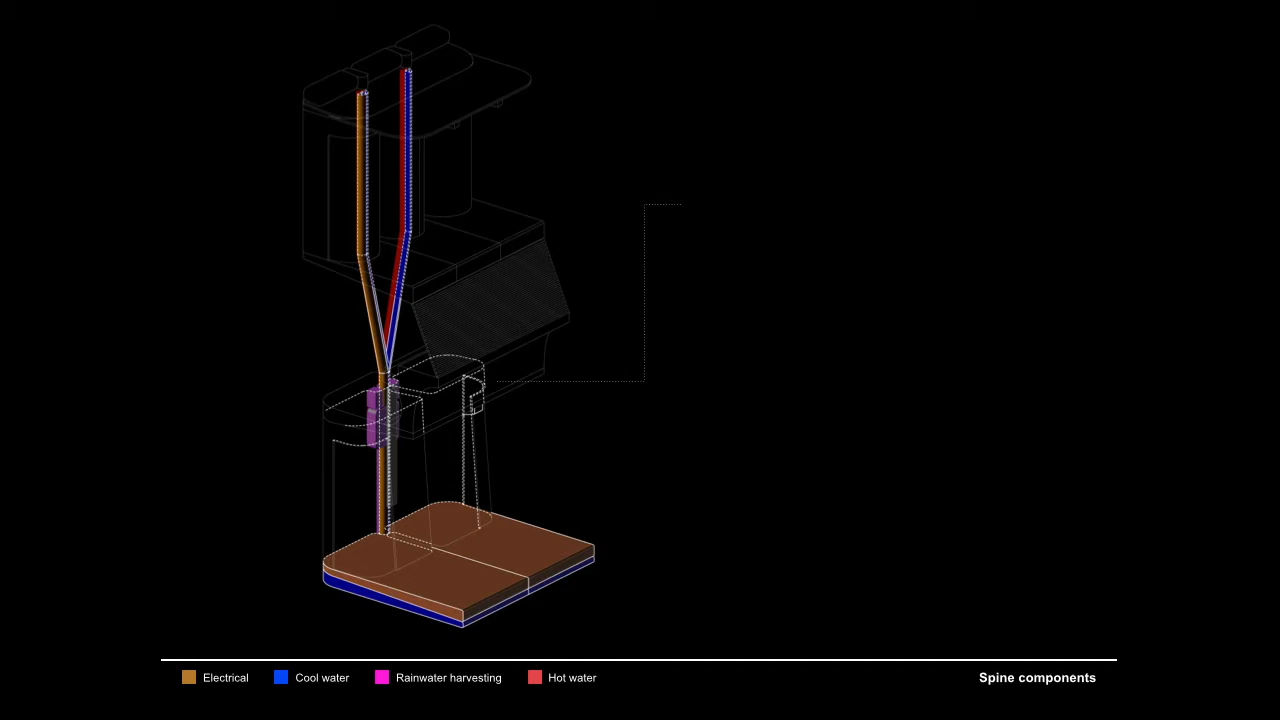 Electrical
Cool water
Rainwater harvesting
Hot water
Spine components